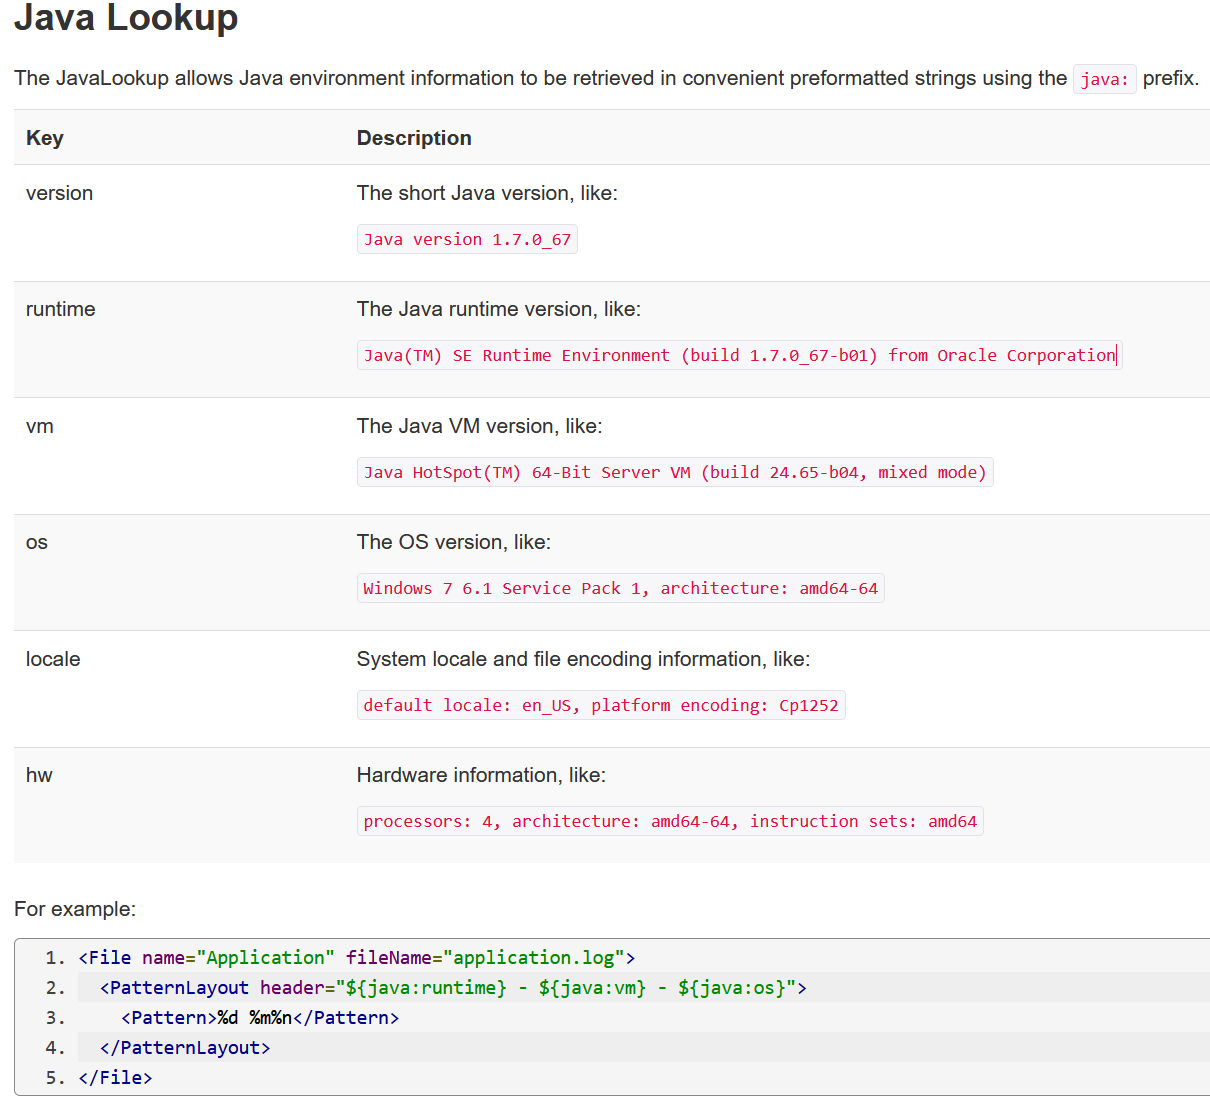 Java Lookup
The JavaLookup allows Java environment information to be retrieved in convenient preformatted strings using the java: prefix.
Key Description
version The short Java version, like:
Java version 1.7.0_67
runtime The Java runtime version, like:
Java(TM) SE Runtime Environment (build 1.7.0_67-b01) from Oracle Corporation
vm The Java VM version, like:
Java HotSpot(TM) 64-Bit Server VM (build 24.65-b04, mixed mode)
os The OS version, like:
Windows 7 6.1 Service Pack 1, architecture: amd64-64
locale System locale and file encoding information, like:
default locale: en_US, platform encoding: Cp1252
hw Hardware information, like:
processors: 4, architecture: amd64-64, instruction sets: amd64
For example:
1. <File name="Application" fileName="application.log">
2.   <PatternLayout header="${java:runtime} - ${java:vm} - ${java:os}">
3.     <Pattern>%d %m%n</Pattern>
4.   </PatternLayout>
5. </File>